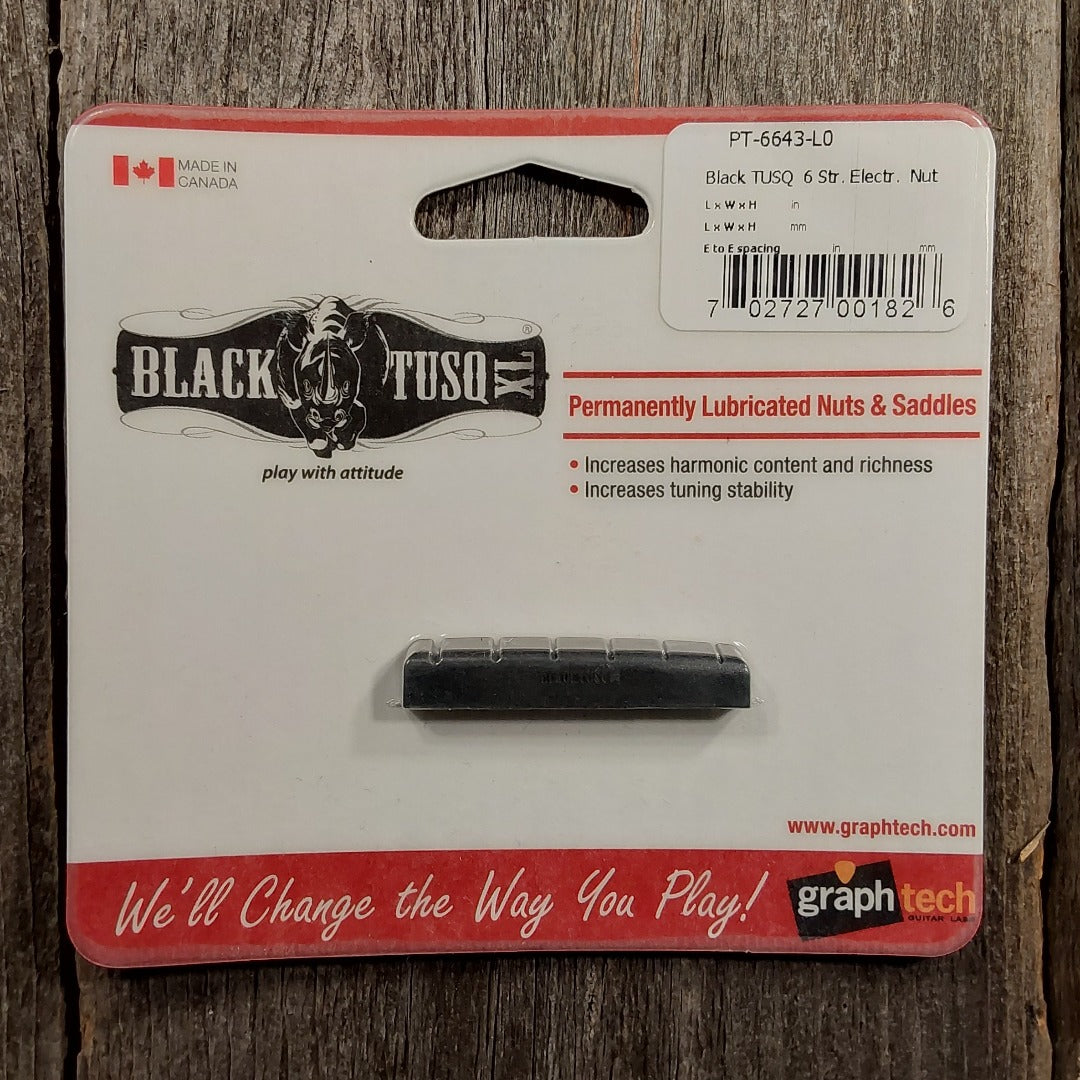 MADE IN
CANADA
PT-6643-L0
Black TUSQ 6 Str. Electr. Nut
L x W x H in
L x W x H mm
E to E spacing in mm
7 02727 00182 6
BLACK TUSQ XL ®
play with attitude
Permanently Lubricated Nuts & Saddles
• Increases harmonic content and richness
• Increases tuning stability
www.graphtech.com
We'll Change the Way You Play!
graph tech
GUITAR LABS